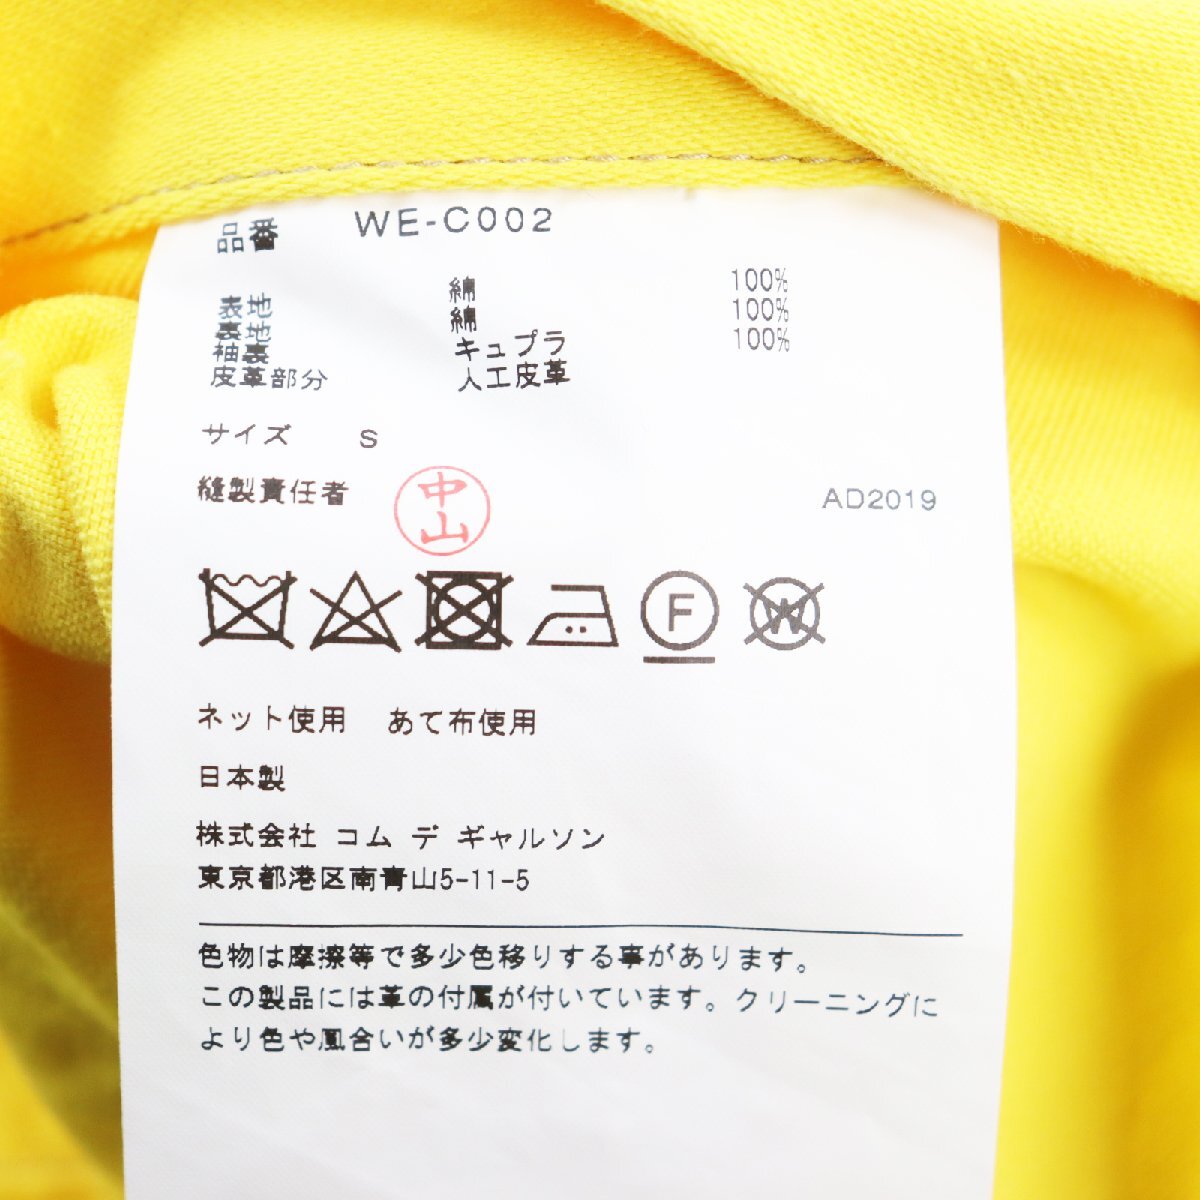 品番 WE-C002
表地 綿 100%
裏地 綿 100%
袖裏 キュプラ 100%
皮革部分 人工皮革
サイズ S
縫製責任者 中山 AD2019
F W
ネット使用 あて布使用
日本製
株式会社 コム デ ギャルソン
東京都港区南青山5-11-5
色物は摩擦等で多少色移りする事があります。
この製品には革の付属が付いています。クリーニングに
より色や風合いが多少変化します。